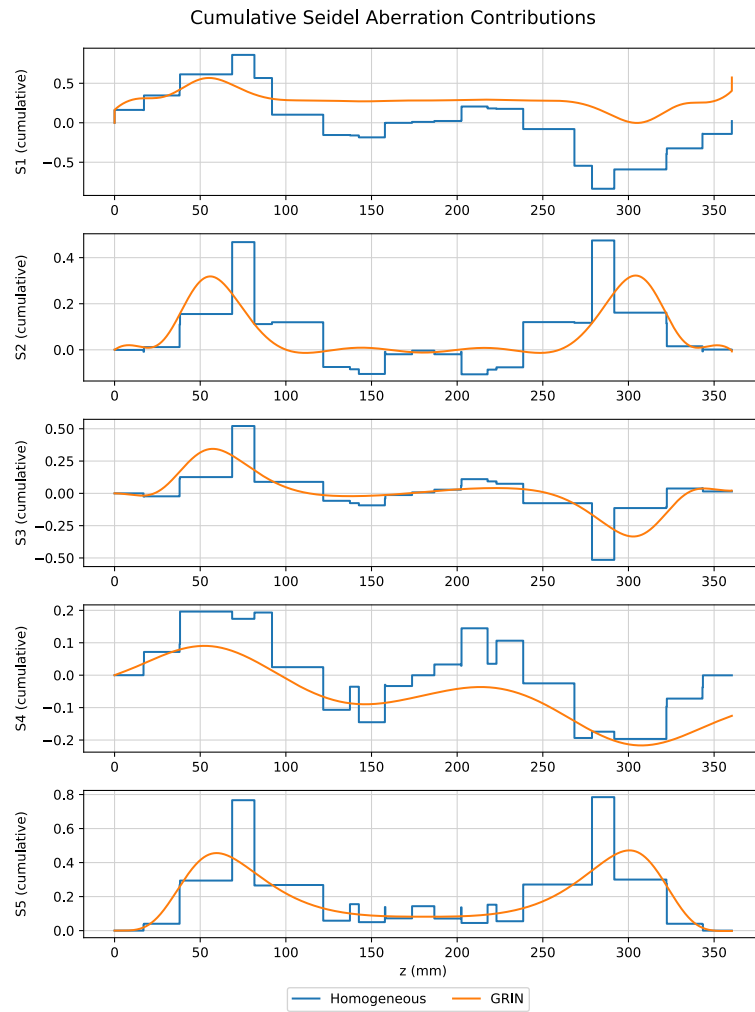 Cumulative Seidel Aberration Contributions
S1 (cumulative)
0.5
0.0
−0.5
0 50 100 150 200 250 300 350
S2 (cumulative)
0.4
0.2
0.0
0 50 100 150 200 250 300 350
S3 (cumulative)
0.50
0.25
0.00
−0.25
−0.50
0 50 100 150 200 250 300 350
S4 (cumulative)
0.2
0.1
0.0
−0.1
−0.2
0 50 100 150 200 250 300 350
S5 (cumulative)
0.8
0.6
0.4
0.2
0.0
0 50 100 150 200 250 300 350
z (mm)
Homogeneous GRIN